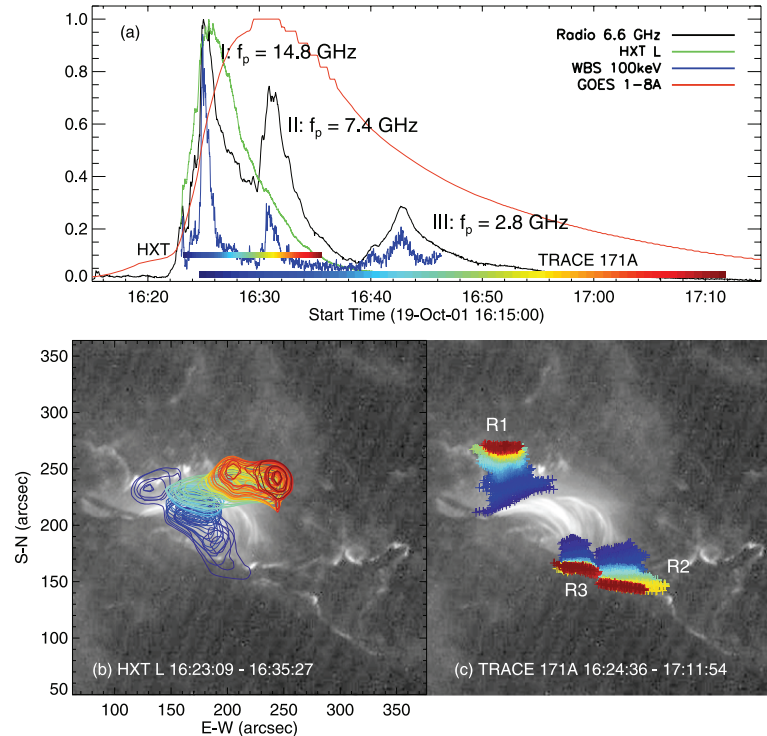 (a)
I: fp = 14.8 GHz
II: fp = 7.4 GHz
III: fp = 2.8 GHz
Radio 6.6 GHz
HXT L
WBS 100keV
GOES 1-8A
HXT
TRACE 171A
1.0
0.8
0.6
0.4
0.2
0.0
16:20 16:30 16:40 16:50 17:00 17:10
Start Time (19-Oct-01 16:15:00)
350
300
250
200
150
100
50
S-N (arcsec)
(b) HXT L 16:23:09 - 16:35:27
100 150 200 250 300 350
E-W (arcsec)
R1
R2
R3
(c) TRACE 171A 16:24:36 - 17:11:54